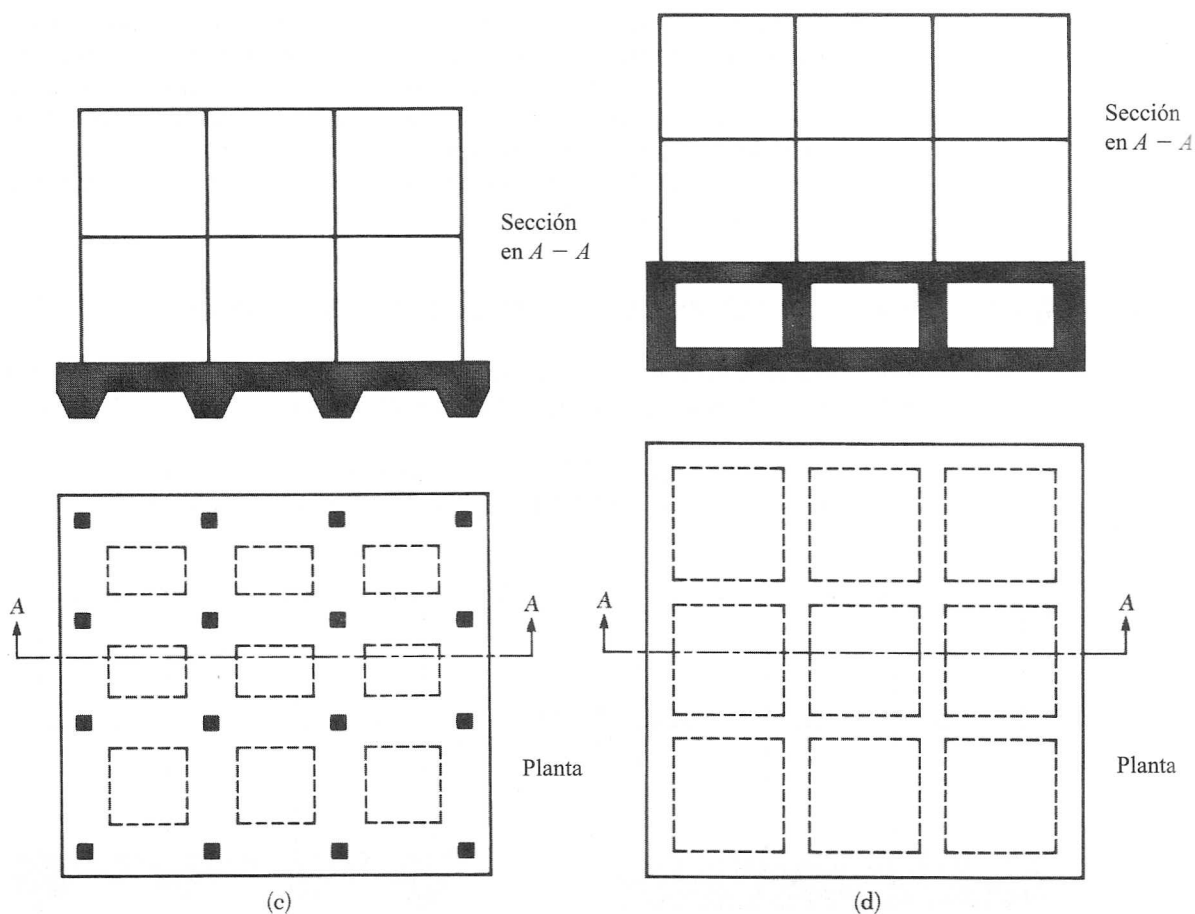 Sección
en A – A
Sección
en A – A
A
A
Planta
(c)
A
A
Planta
(d)